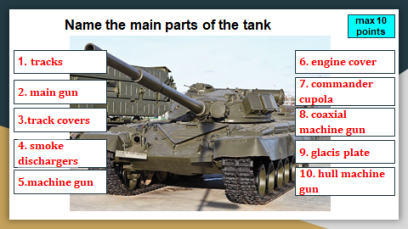 Name the main parts of the tank
max 10
points
1. tracks
2. main gun
3.track covers
4. smoke
dischargers
5.machine gun
6. engine cover
7. commander
cupola
8. coaxial
machine gun
9. glacis plate
10. hull machine
gun